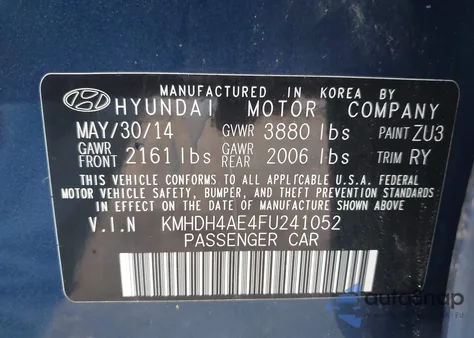 MANUFACTURED IN KOREA BY
HYUNDAI MOTOR COMPANY
MAY/30/14 GVWR 3880 lbs PAINT ZU3
GAWR FRONT 2161 lbs GAWR REAR 2006 lbs TRIM RY
THIS VEHICLE CONFORMS TO ALL APPLICABLE U.S.A. FEDERAL
MOTOR VEHICLE SAFETY, BUMPER, AND THEFT PREVENTION STANDARDS
IN EFFECT ON THE DATE OF MANUFACTURE SHOWN ABOVE.
V.I.N KMHDH4AE4FU241052
PASSENGER CAR
autosnap